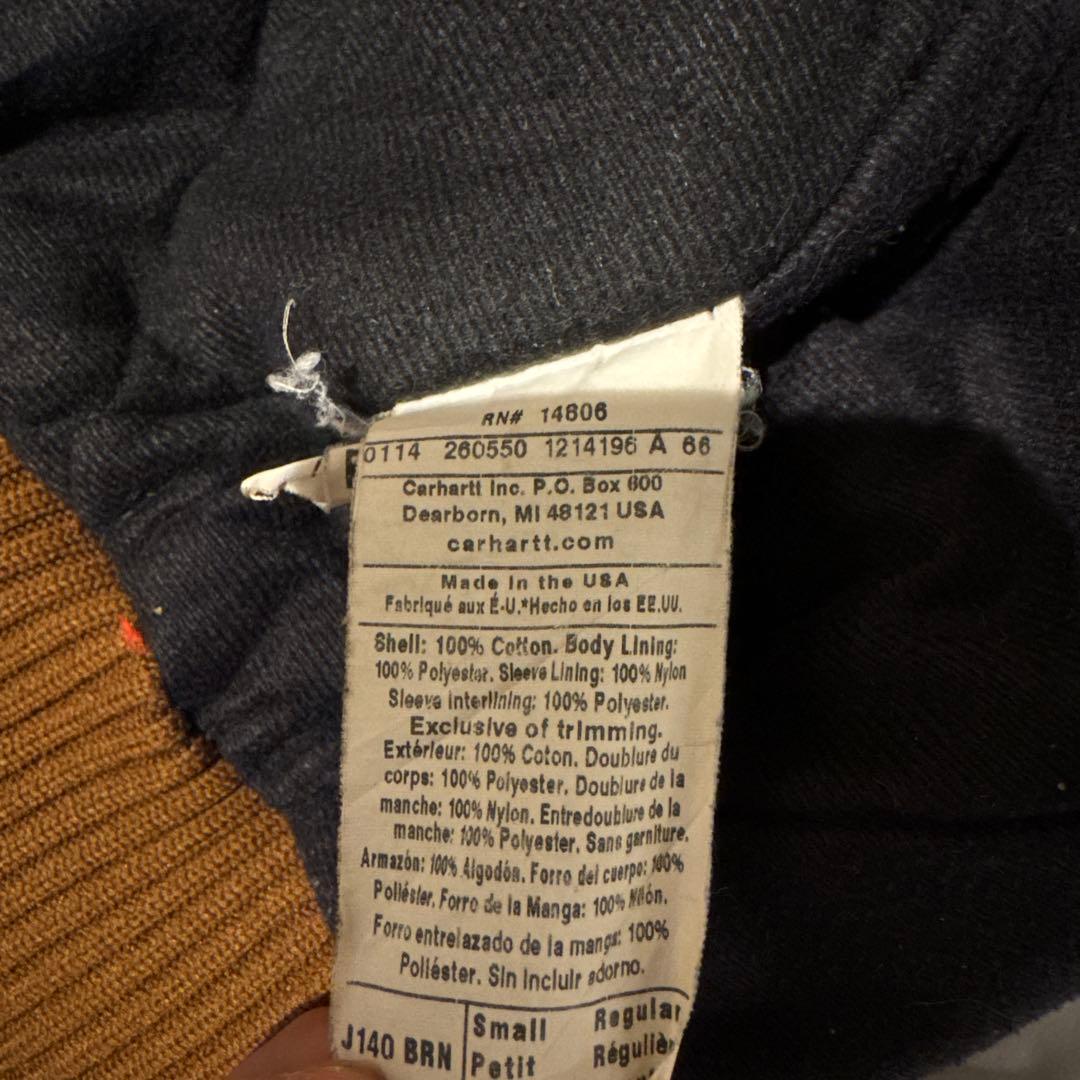 RN# 14806
0114 260550 1214196 A 66
Carhartt Inc. P.O. Box 600
Dearborn, MI 48121 USA
carhartt.com
Made in the USA
Fabriqué aux É-U.*Hecho en los EE.UU.
Shell: 100% Cotton. Body Lining:
100% Polyester. Sleeve Lining: 100% Nylon
Sleeve interlining: 100% Polyester.
Exclusive of trimming.
Extérieur: 100% Coton. Doublure du
corps: 100% Polyester. Doublure de la
manche: 100% Nylon. Entredoublure de la
manche: 100% Polyester. Sans garniture.
Armazón: 100% Algodón. Forro del cuerpo: 100%
Poliéster. Forro de la Manga: 100% Nilón.
Forro entrelazado de la manga: 100%
Poliéster. Sin incluir adorno.
J140 BRN
Small Regular
Petit